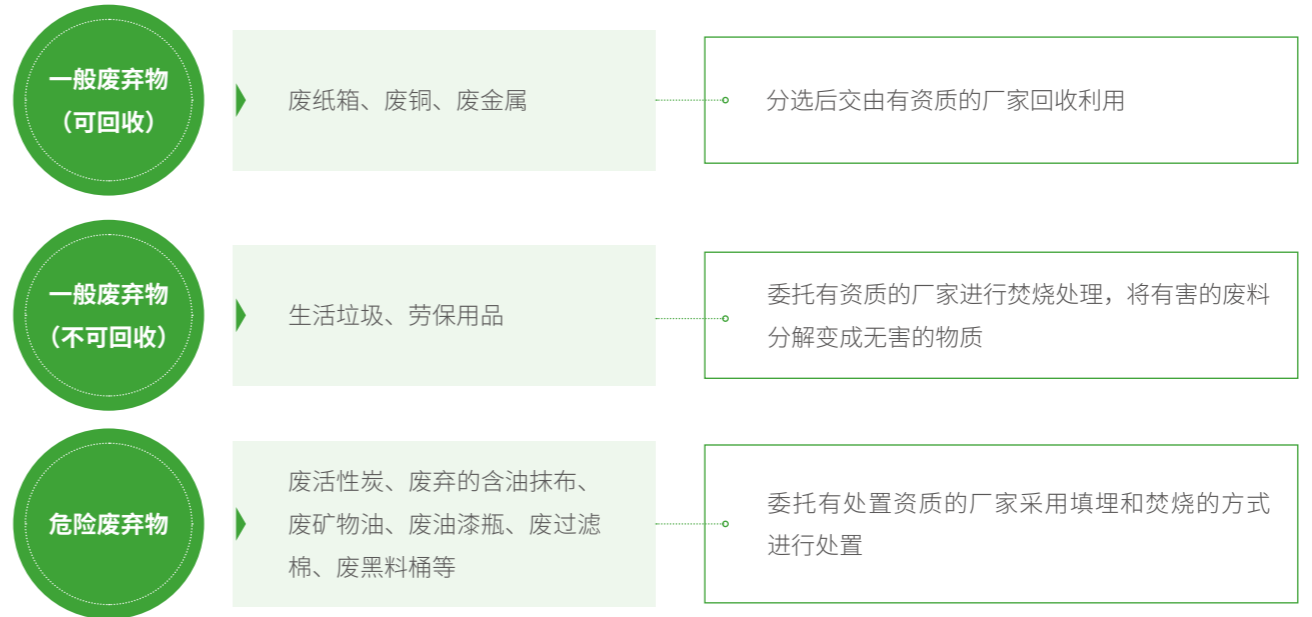 一般废弃物
（可回收）
废纸箱、废铜、废金属
分选后交由有资质的厂家回收利用
一般废弃物
（不可回收）
生活垃圾、劳保用品
委托有资质的厂家进行焚烧处理，将有害的废料
分解变成无害的物质
危险废弃物
废活性炭、废弃的含油抹布、
废矿物油、废油漆瓶、废过滤
棉、废黑料桶等
委托有处置资质的厂家采用填埋和焚烧的方式
进行处置